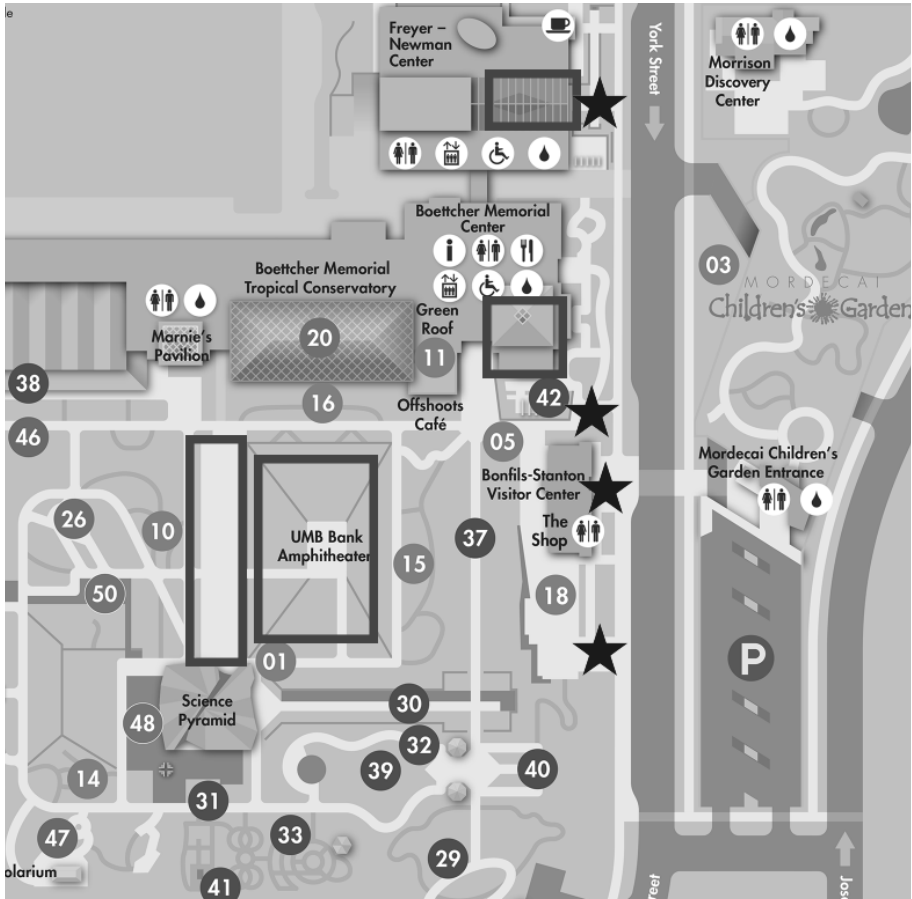 le
Freyer –
Newman
Center
York Street
Morrison
Discovery
Center
Boettcher Memorial
Center
03
MORDECAI
Children's Garden
Boettcher Memorial
Tropical Conservatory
Green
Roof
Marnie's
Pavilion
20
11
38
42
16
Offshoots
Café
46
05
Mordecai Children's
Garden Entrance
Bonfils-Stanton
Visitor Center
26
10
The
Shop
37
UMB Bank
Amphitheater
15
50
18
01
P
Science
Pyramid
30
48
32
39
40
14
31
33
47
29
olarium
41
reet
Jose